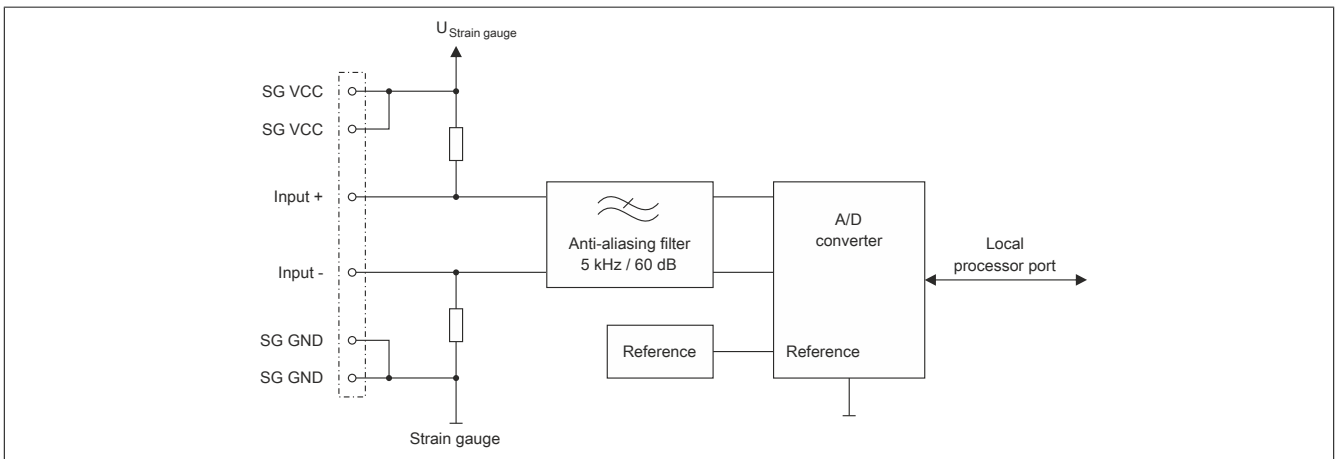 U Strain gauge
SG VCC
SG VCC
Input +
Input -
SG GND
SG GND
Strain gauge
Anti-aliasing filter
5 kHz / 60 dB
Reference
A/D
converter
Reference
Local
processor port